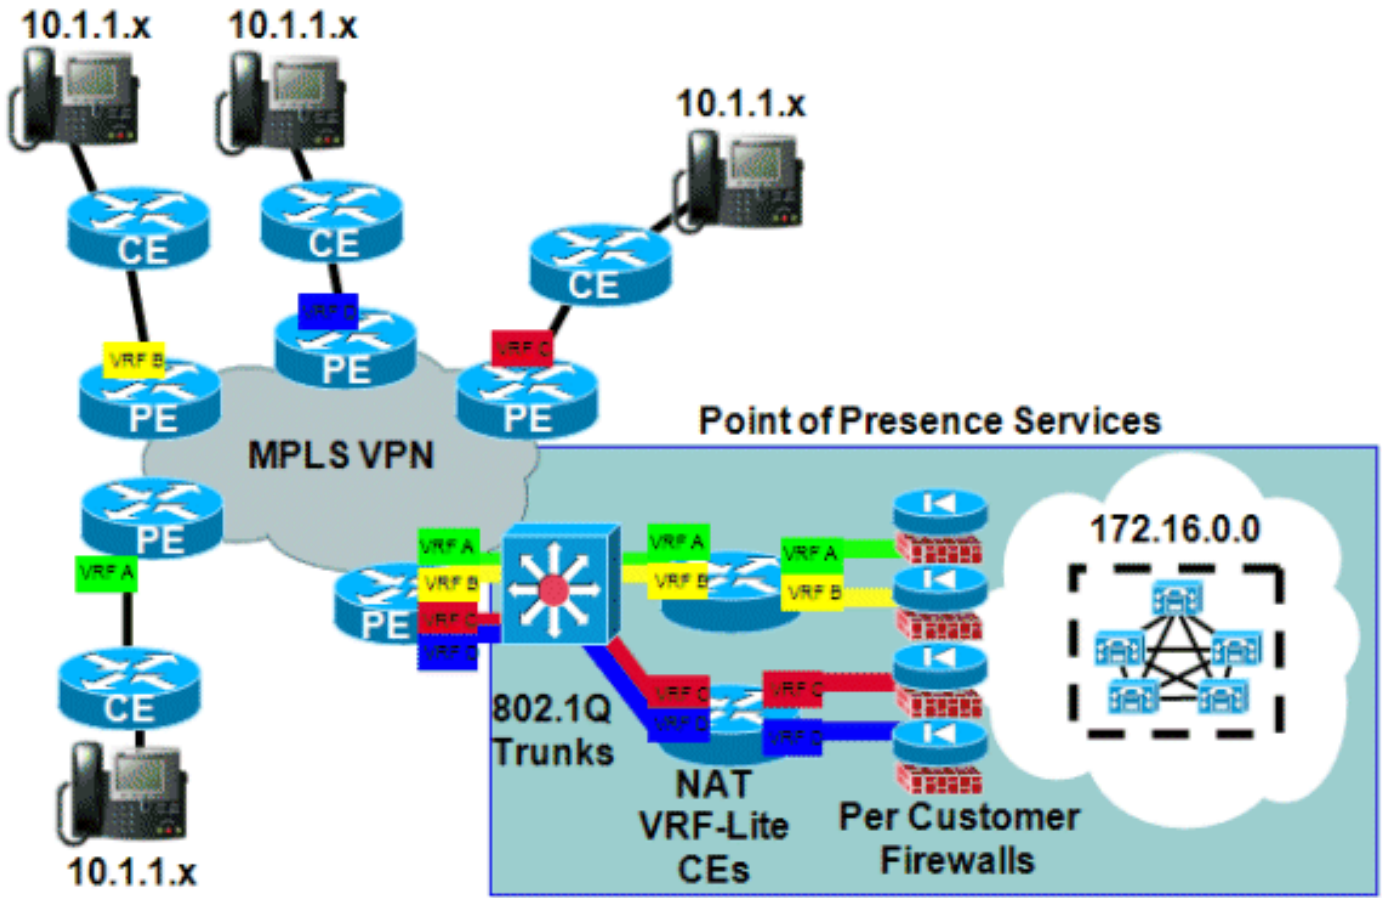 10.1.1.x
10.1.1.x
10.1.1.x
CE
CE
CE
VRF D
VRF B
VRF C
PE
PE
PE
MPLS VPN
Point of Presence Services
PE
VRF A
CE
10.1.1.x
PE
VRF A
VRF B
VRF C
VRF D
802.1Q
Trunks
VRF A
VRF B
VRF A
VRF B
VRF C
VRF D
VRF C
VRF D
NAT
VRF-Lite
CEs
Per Customer
Firewalls
172.16.0.0